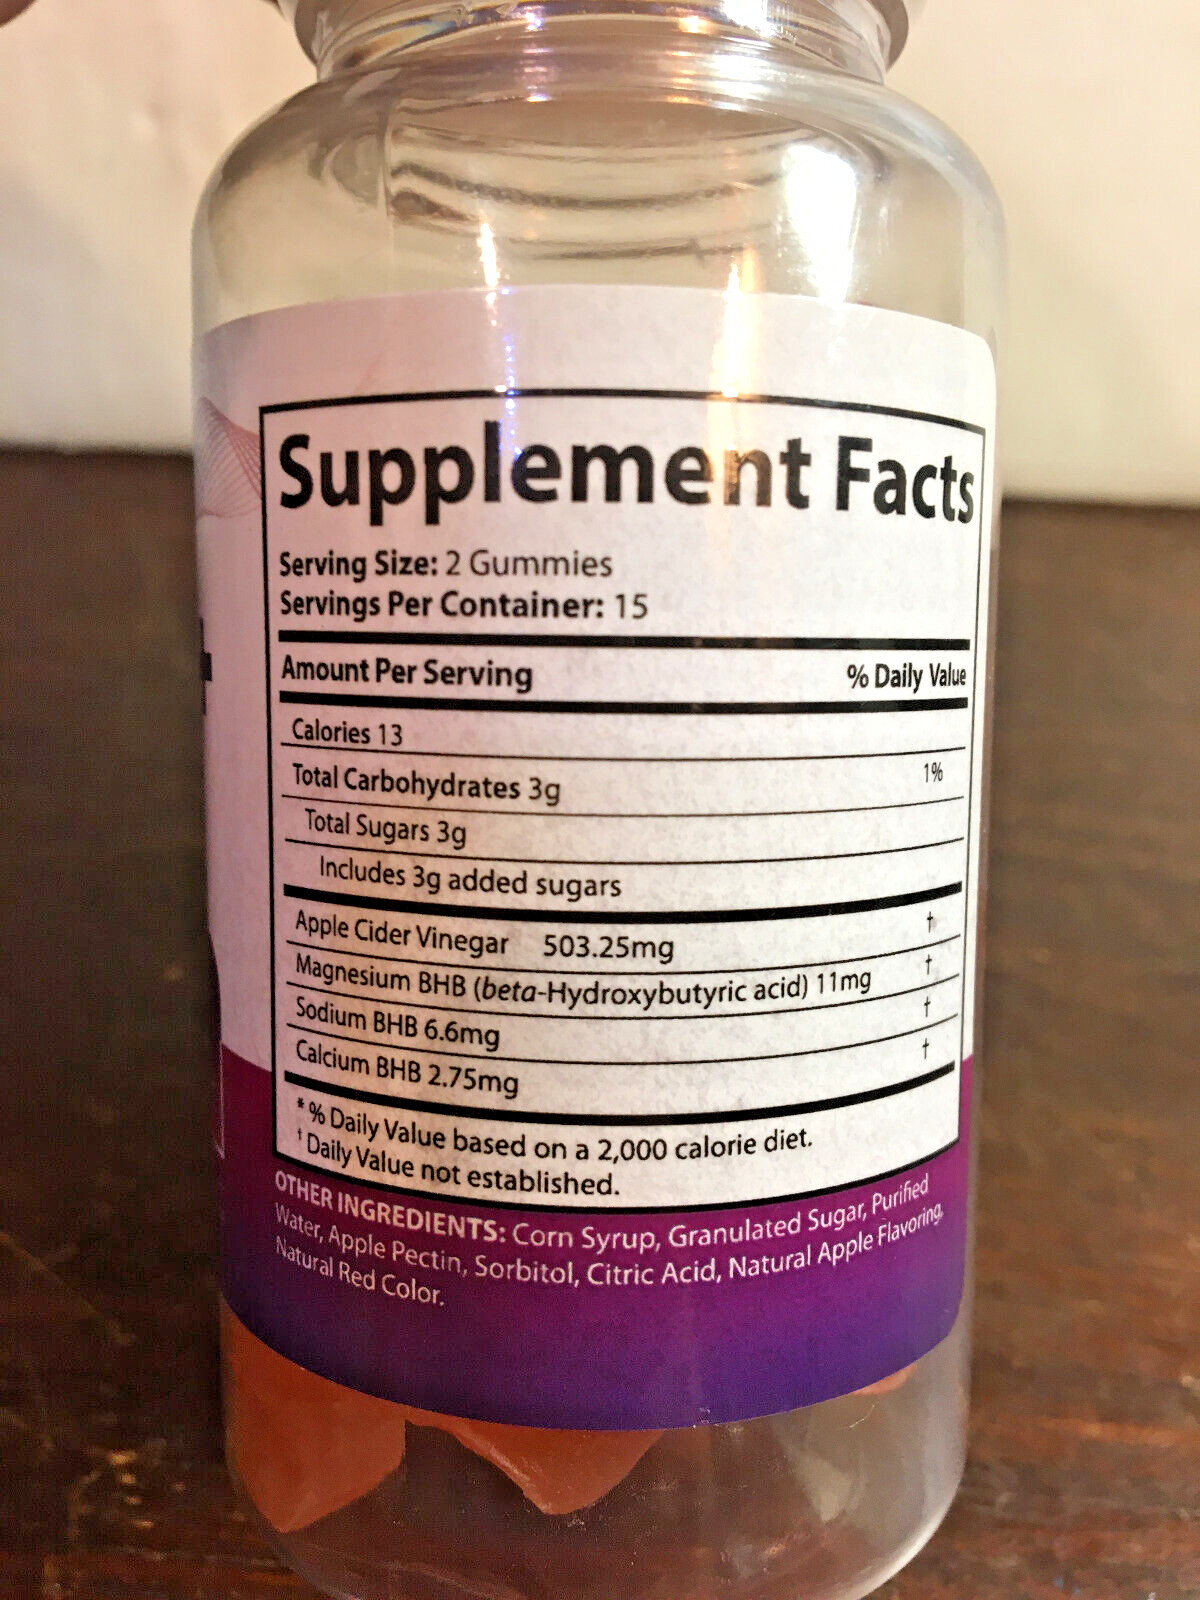 Supplement Facts
Serving Size: 2 Gummies
Servings Per Container: 15
Amount Per Serving % Daily Value
Calories 13
Total Carbohydrates 3g 1%
Total Sugars 3g
Includes 3g added sugars
Apple Cider Vinegar 503.25mg †
Magnesium BHB (beta-Hydroxybutyric acid) 11mg †
Sodium BHB 6.6mg †
Calcium BHB 2.75mg †
* % Daily Value based on a 2,000 calorie diet.
† Daily Value not established.
OTHER INGREDIENTS: Corn Syrup, Granulated Sugar, Purified
Water, Apple Pectin, Sorbitol, Citric Acid, Natural Apple Flavoring,
Natural Red Color.